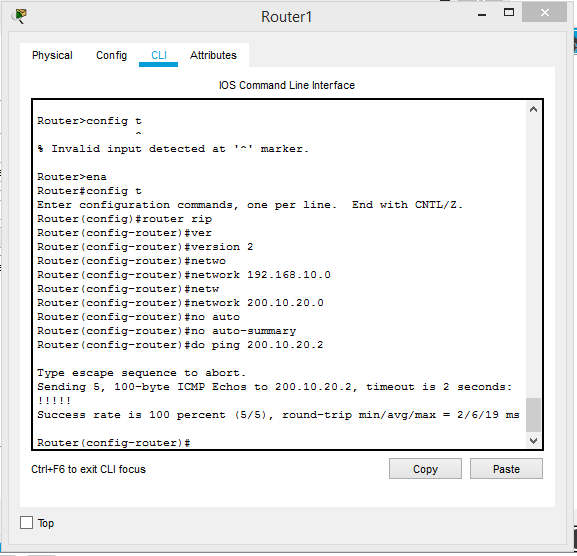 Router1
Physical Config CLI Attributes
IOS Command Line Interface
Router>config t
^
% Invalid input detected at '^' marker.
Router>ena
Router#config t
Enter configuration commands, one per line.  End with CNTL/Z.
Router(config)#router rip
Router(config-router)#ver
Router(config-router)#version 2
Router(config-router)#netwo
Router(config-router)#network 192.168.10.0
Router(config-router)#netw
Router(config-router)#network 200.10.20.0
Router(config-router)#no auto
Router(config-router)#no auto-summary
Router(config-router)#do ping 200.10.20.2
Type escape sequence to abort.
Sending 5, 100-byte ICMP Echos to 200.10.20.2, timeout is 2 seconds:
!!!!!
Success rate is 100 percent (5/5), round-trip min/avg/max = 2/6/19 ms
Router(config-router)#
Ctrl+F6 to exit CLI focus
Copy Paste
Top